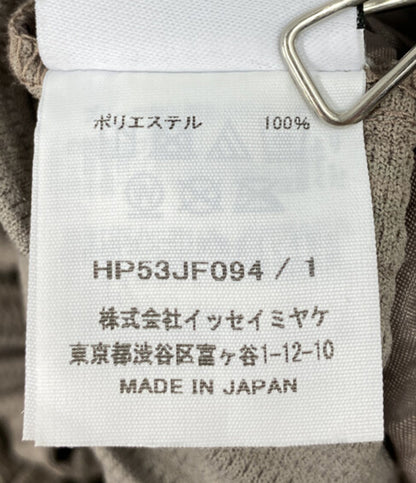 ポリエステル 100%
HP53JF094 / 1
株式会社イッセイミヤケ
東京都渋谷区富ヶ谷1-12-10
MADE IN JAPAN